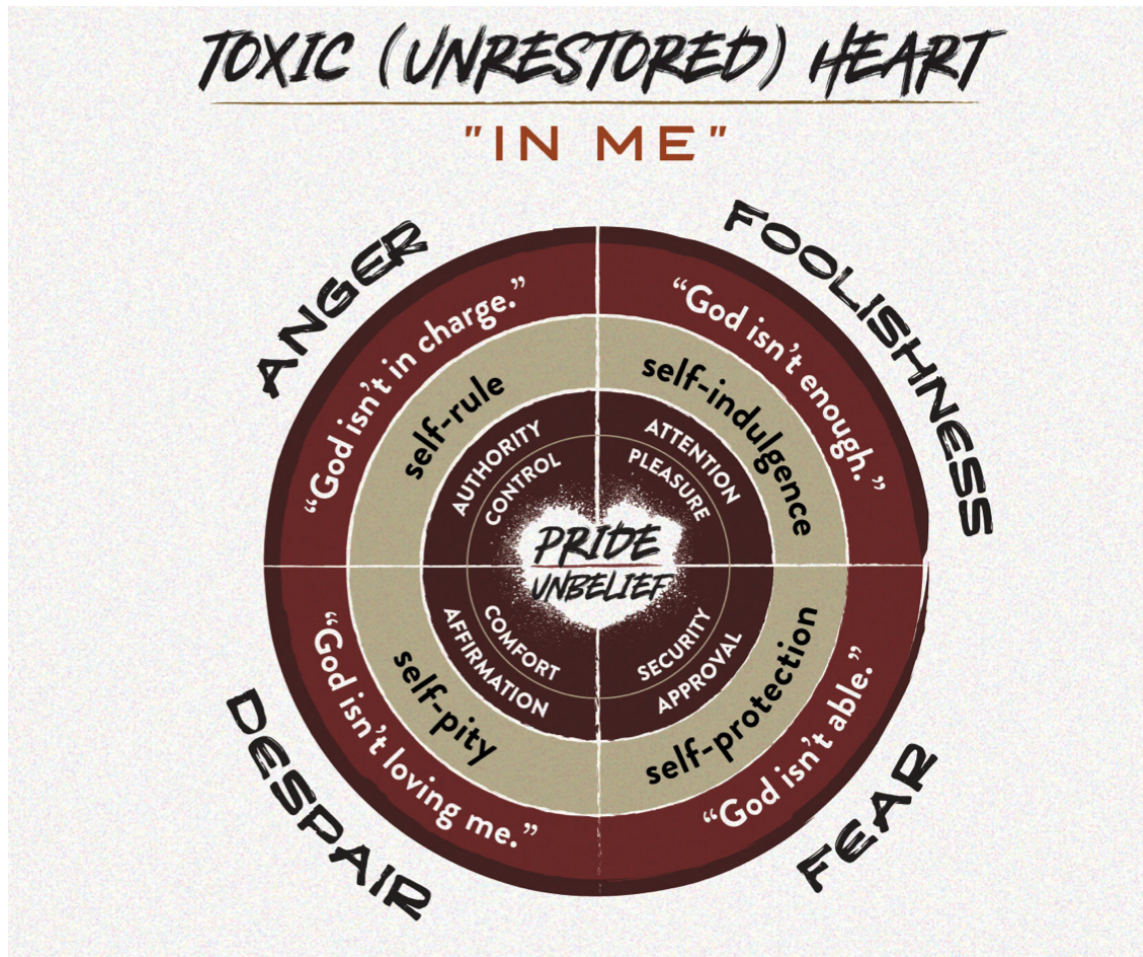 TOXIC (UNRESTORED) HEART
"IN ME"
ANGER
FOOLISHNESS
“God isn’t in charge.”
“God isn’t enough.”
self-rule
self-indulgence
AUTHORITY
CONTROL
ATTENTION
PLEASURE
PRIDE
UNBELIEF
COMFORT
AFFIRMATION
SECURITY
APPROVAL
self-pity
self-protection
“God isn’t loving me.”
“God isn’t able.”
DESPAIR
FEAR